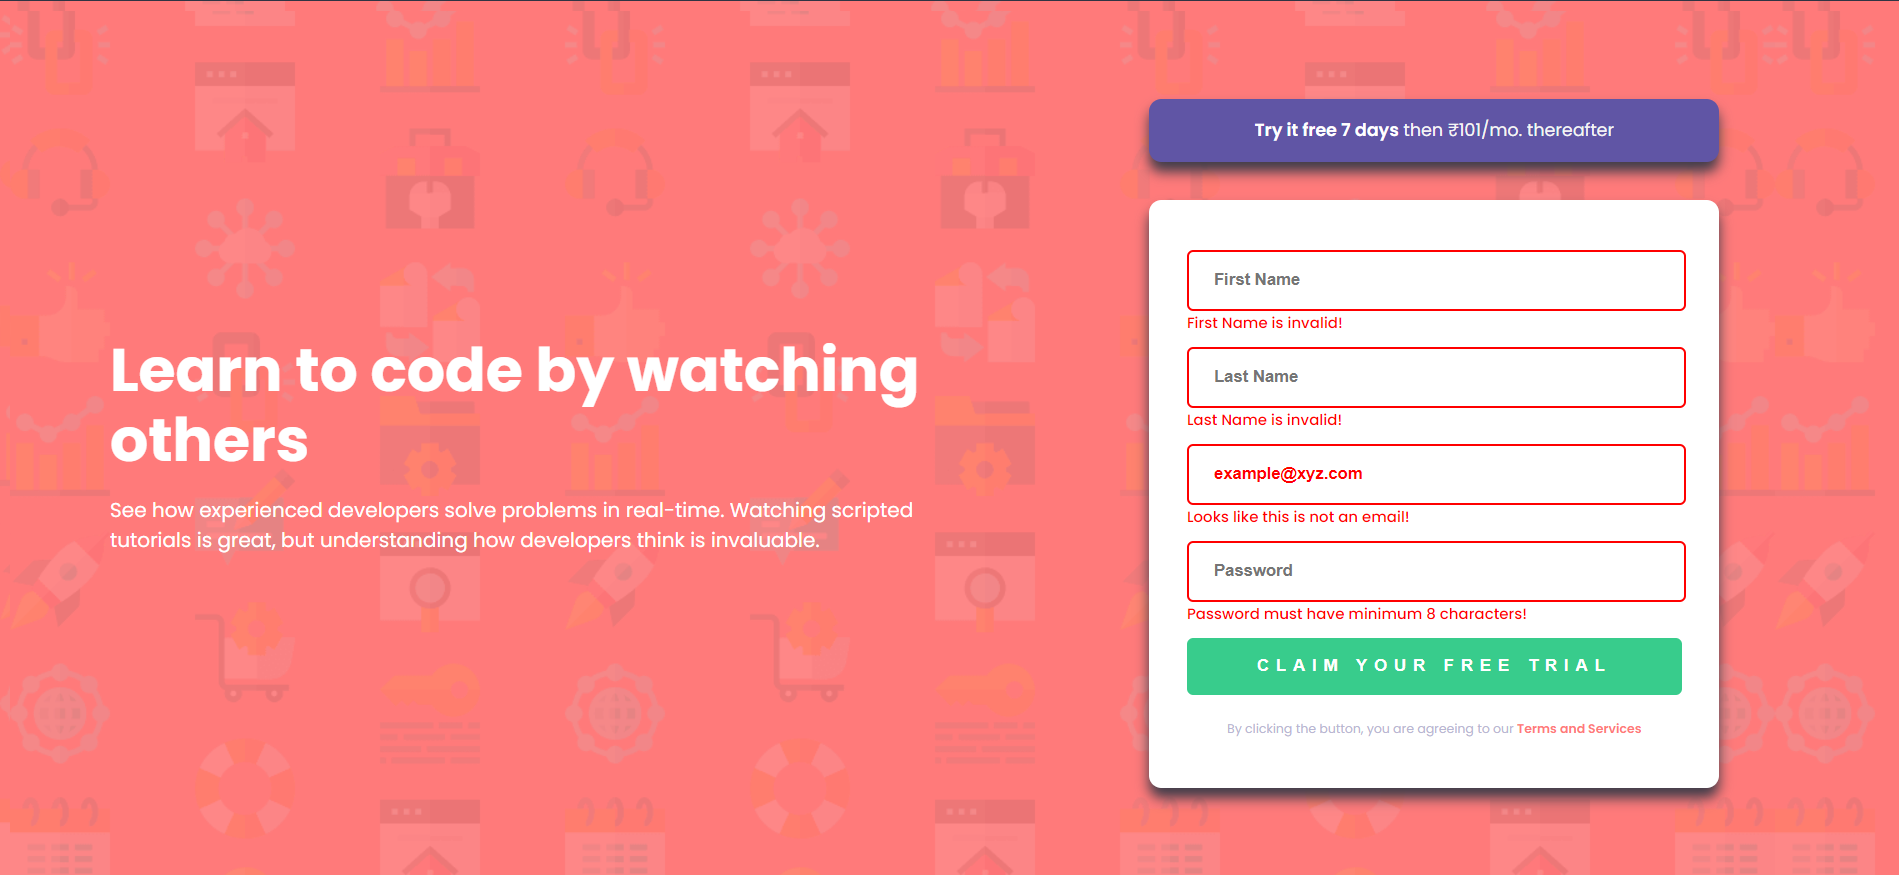 Learn to code by watching
others
See how experienced developers solve problems in real-time. Watching scripted
tutorials is great, but understanding how developers think is invaluable.
Try it free 7 days then ₹101/mo. thereafter
First Name
First Name is invalid!
Last Name
Last Name is invalid!
example@xyz.com
Looks like this is not an email!
Password
Password must have minimum 8 characters!
CLAIM YOUR FREE TRIAL
By clicking the button, you are agreeing to our Terms and Services